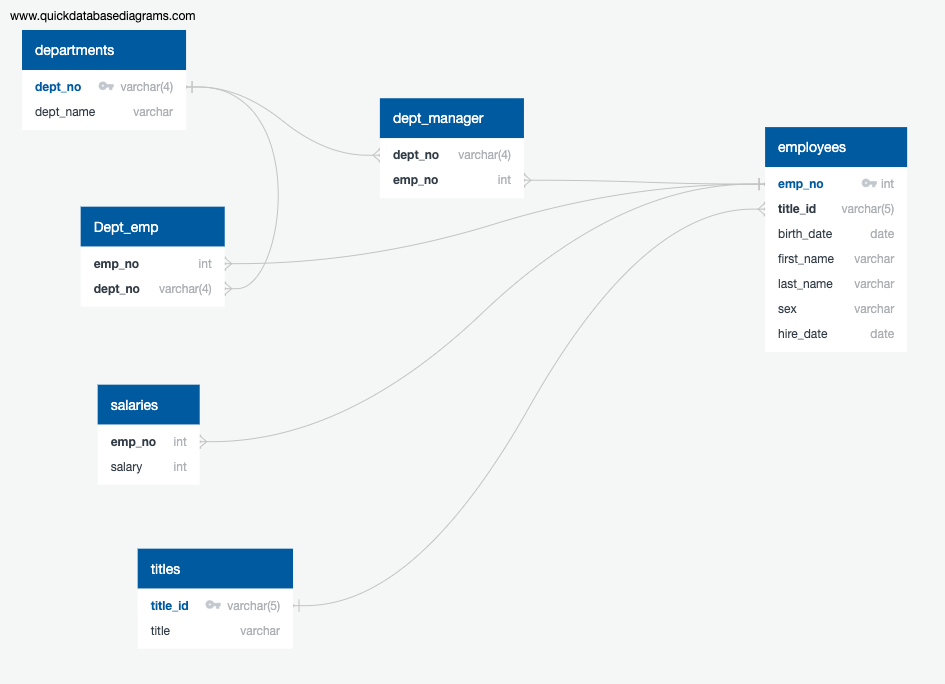 www.quickdatabasediagrams.com
departments
dept_no varchar(4)
dept_name varchar
dept_manager
dept_no varchar(4)
emp_no int
employees
emp_no int
title_id varchar(5)
birth_date date
first_name varchar
last_name varchar
sex varchar
hire_date date
Dept_emp
emp_no int
dept_no varchar(4)
salaries
emp_no int
salary int
titles
title_id varchar(5)
title varchar